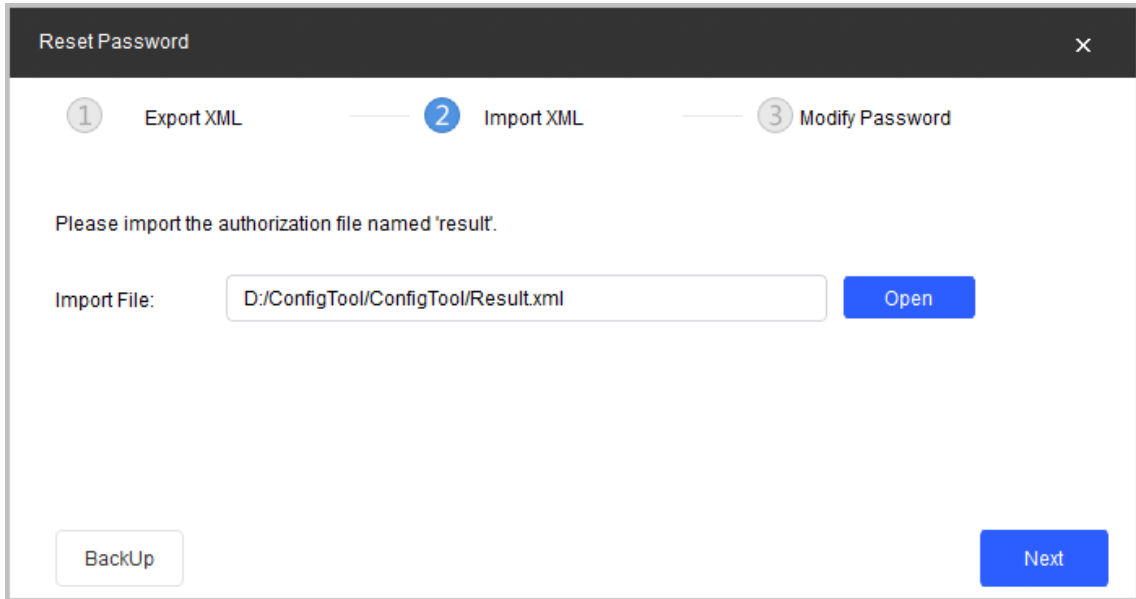 Reset Password
1 Export XML 2 Import XML 3 Modify Password
Please import the authorization file named 'result'.
Import File: D:/ConfigTool/ConfigTool/Result.xml Open
BackUp Next